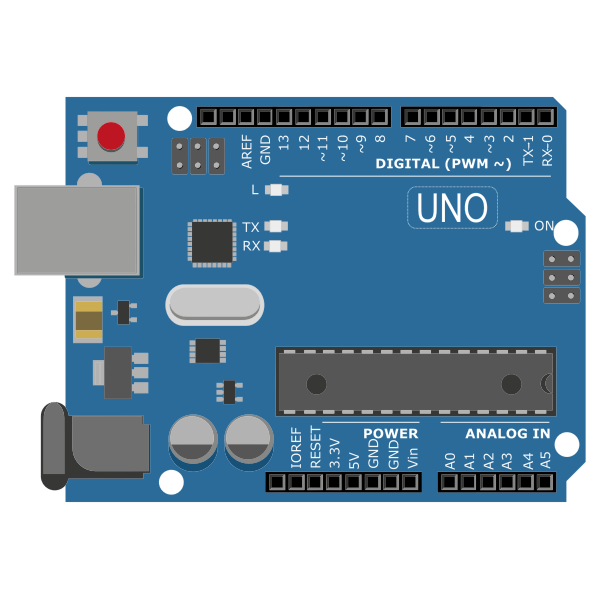 AREF
GND
13
12
~11
~10
~9
8
7
~6
~5
4
~3
2
TX→1
RX←0
DIGITAL (PWM ~)
L
TX
RX
UNO
ON
POWER
ANALOG IN
IOREF
RESET
3.3V
5V
GND
GND
Vin
A0
A1
A2
A3
A4
A5